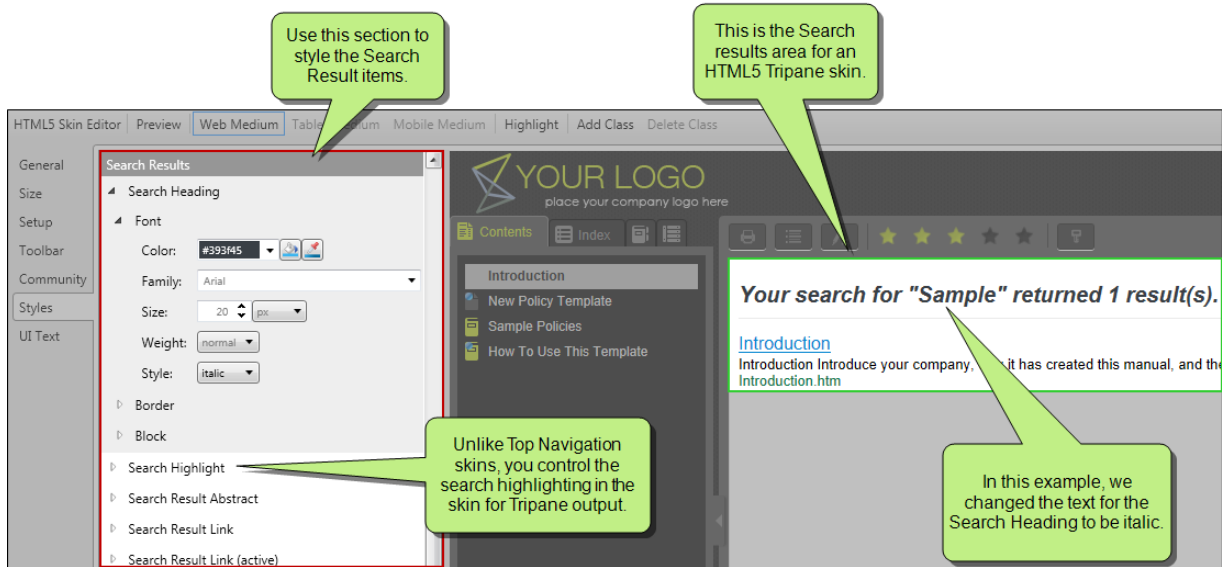 Use this section to
style the Search
Result items.
This is the Search
results area for an
HTML5 Tripane skin.
HTML5 Skin Editor Preview Web Medium Medium Mobile Medium Highlight Add Class Delete Class
General
Size
Setup
Toolbar
Community
Styles
UI Text
Search Results
Search Heading
Font
Color: #393f45
Family: Arial
Size: 20 px
Weight: normal
Style: italic
Border
Block
Search Highlight
Search Result Abstract
Search Result Link
Search Result Link (active)
YOUR LOGO
place your company logo here
Contents Index
Introduction
New Policy Template
Sample Policies
How To Use This Template
Your search for "Sample" returned 1 result(s).
Introduction
Introduction Introduce your company, it has created this manual, and the
Introduction.htm
Unlike Top Navigation
skins, you control the
search highlighting in the
skin for Tripane output.
In this example, we
changed the text for the
Search Heading to be italic.